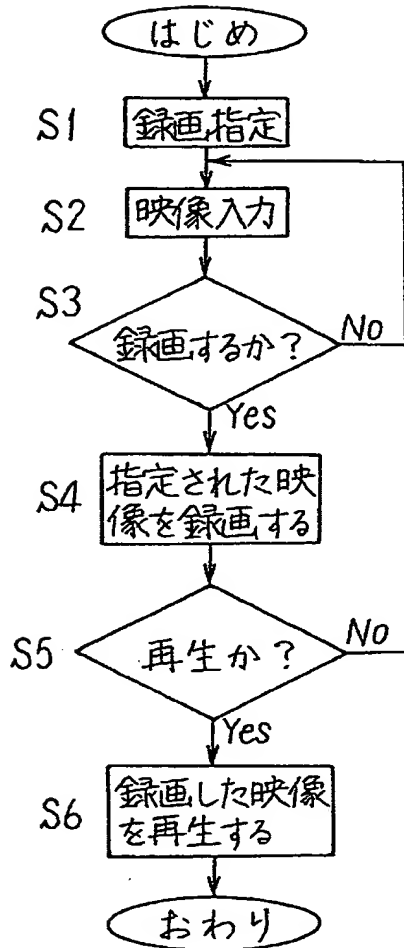 はじめ
S1 録画指定
S2 映像入力
S3
録画するか？ No
Yes
S4 指定された映
像を録画する
S5 再生か？ No
Yes
S6 録画した映像
を再生する
おわり